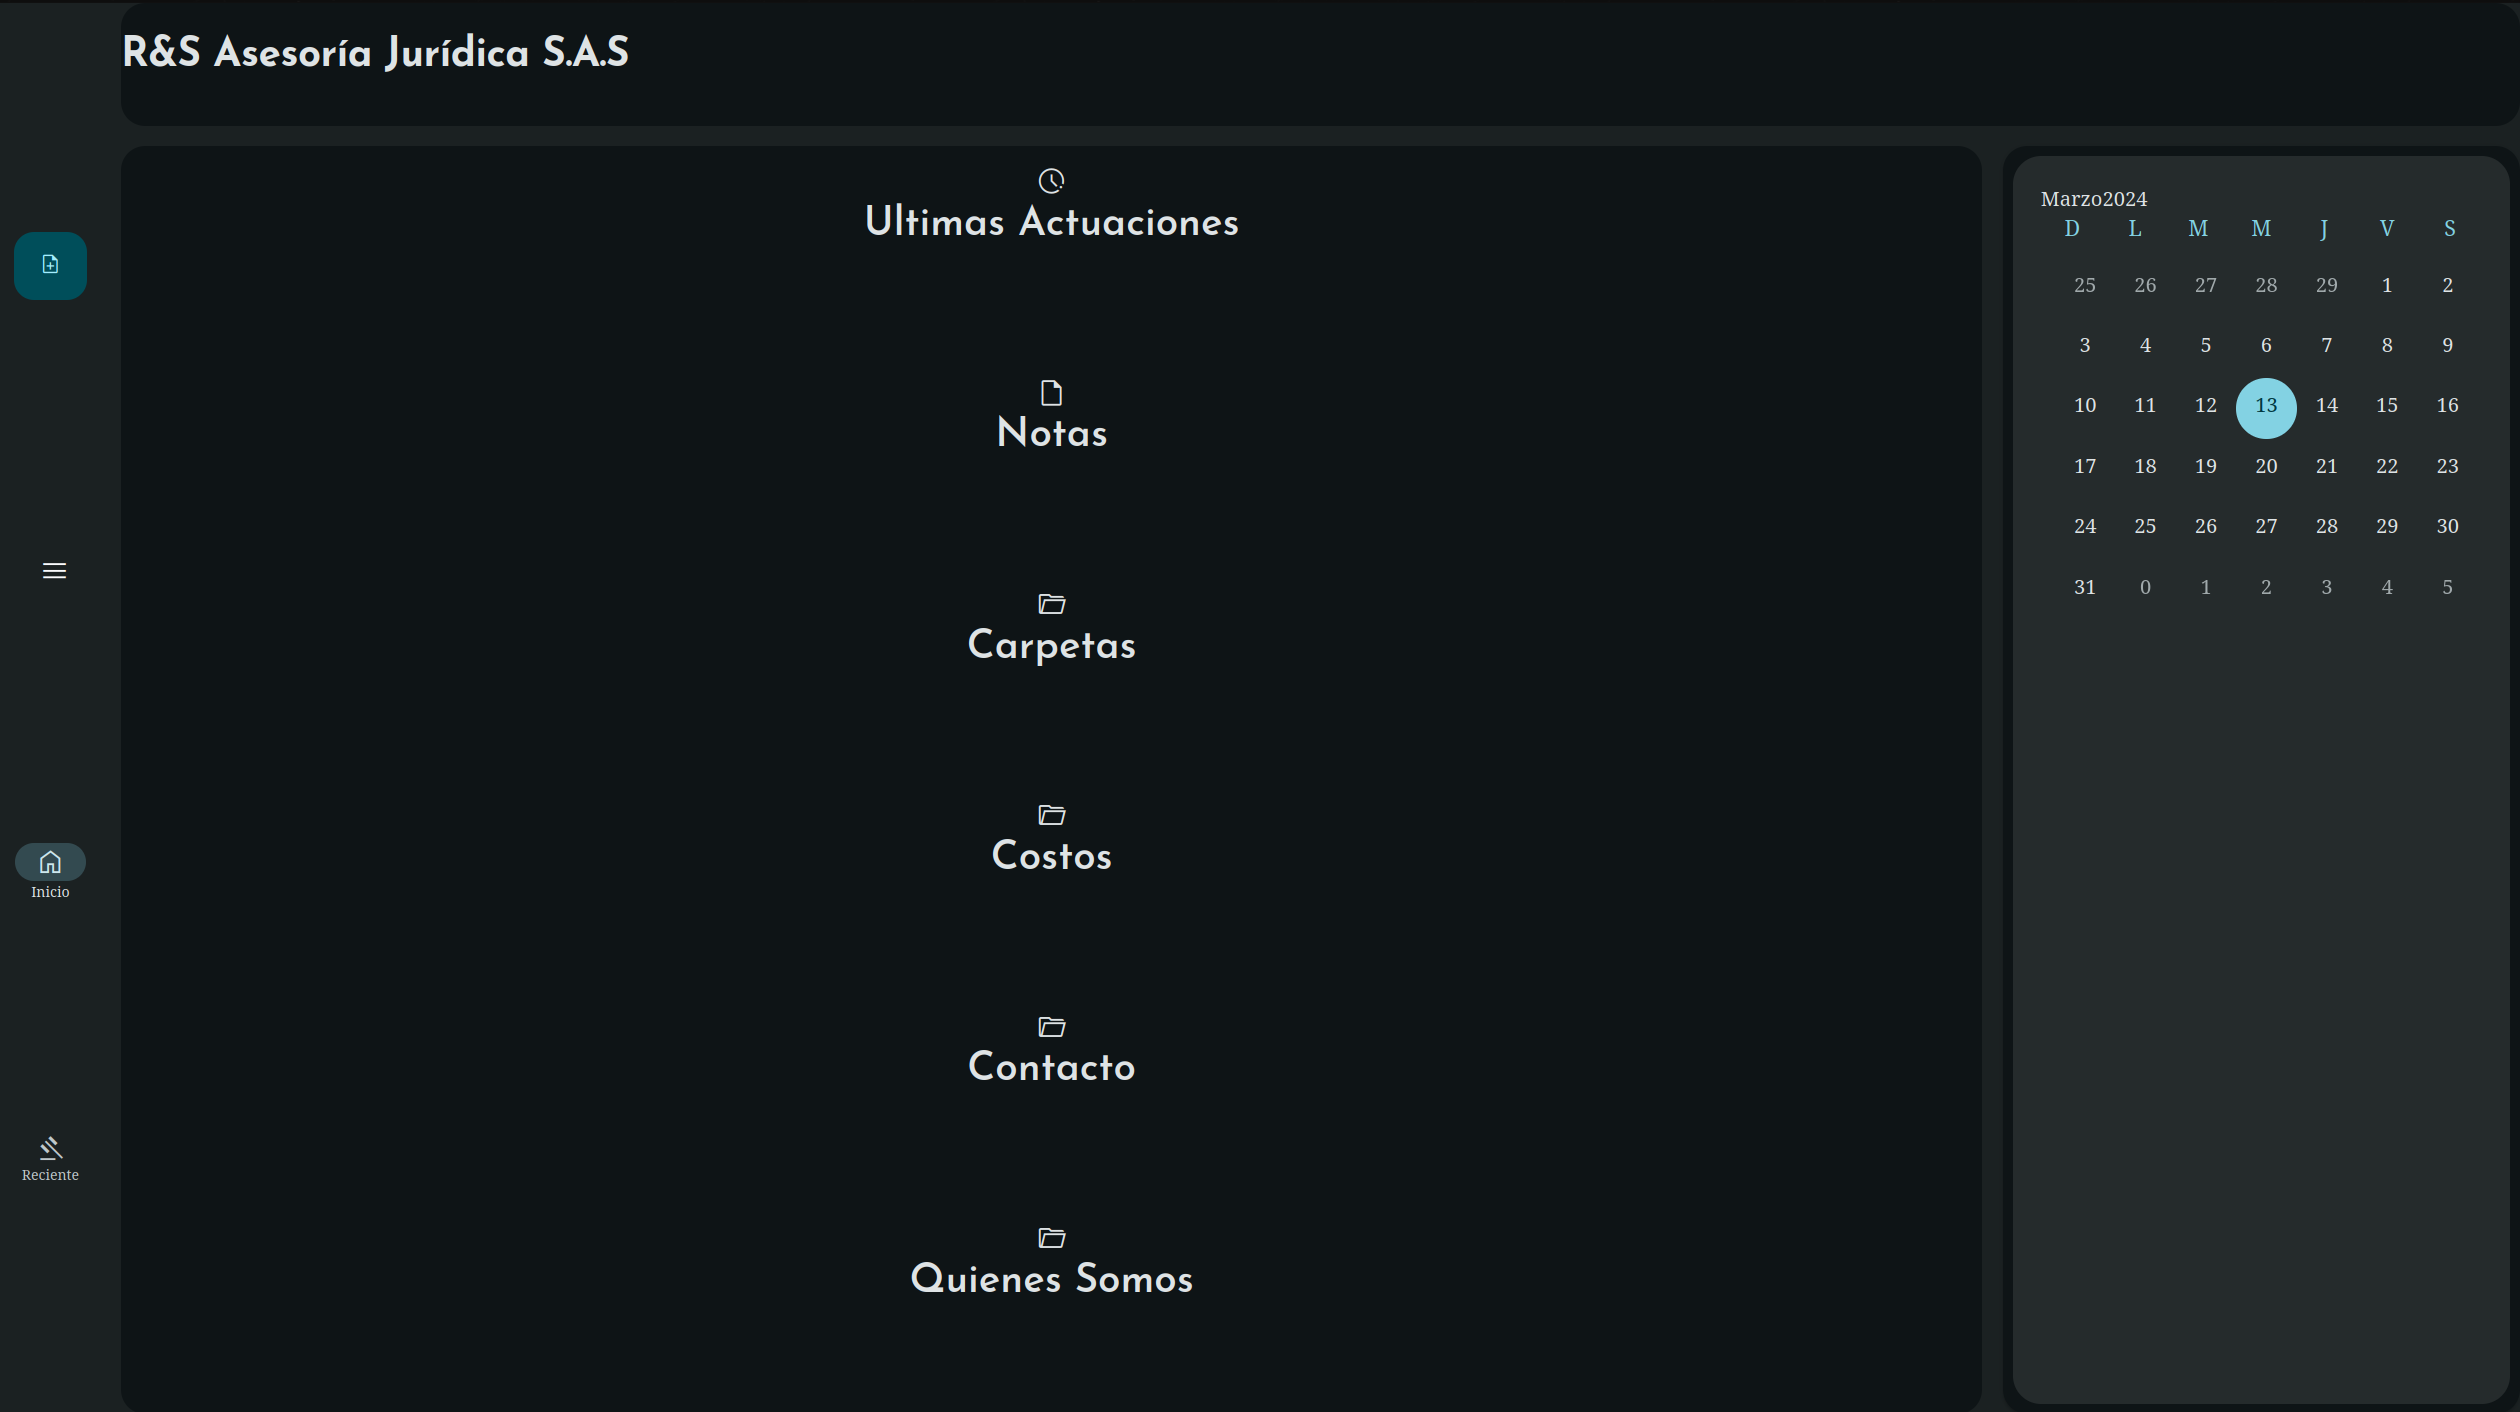 R&S Asesoría Jurídica S.A.S
Ultimas Actuaciones
Notas
Carpetas
Costos
Contacto
Quienes Somos
Inicio
Reciente
Marzo2024
D L M M J V S
25 26 27 28 29 1 2
3 4 5 6 7 8 9
10 11 12 13 14 15 16
17 18 19 20 21 22 23
24 25 26 27 28 29 30
31 0 1 2 3 4 5